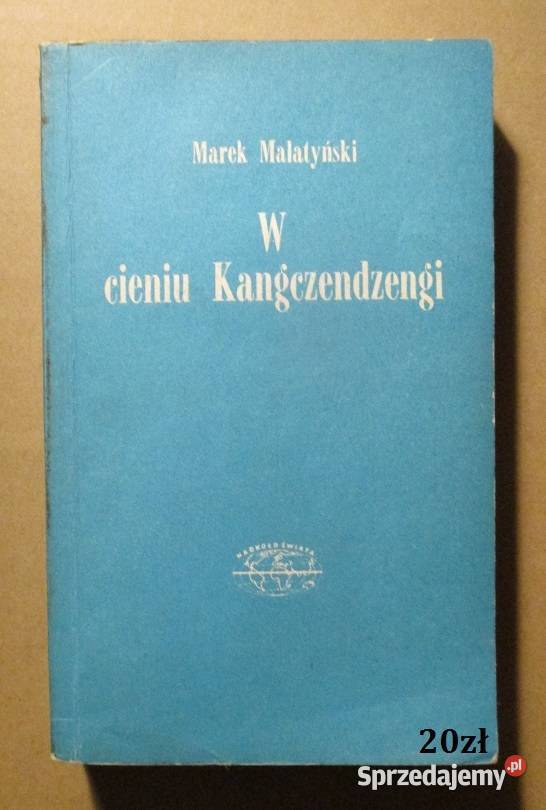 Marek Malatyński
W
cieniu Kangczendzengi
NAOKOŁO ŚWIATA
20zł
Sprzedajemy.pl